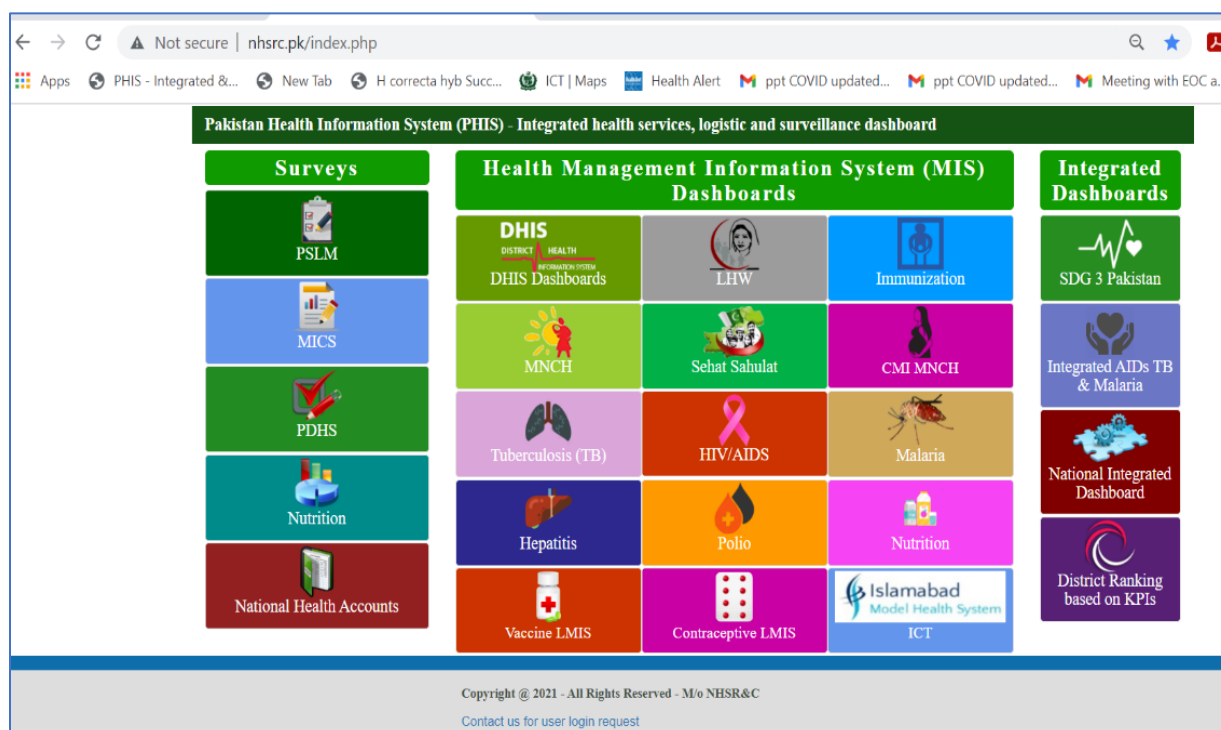 Not secure | nhsrc.pk/index.php
Apps PHIS - Integrated &... New Tab H correcta hyb Succ... ICT | Maps Health Alert ppt COVID updated... ppt COVID updated... Meeting with EOC a.
Pakistan Health Information System (PHIS) - Integrated health services, logistic and surveillance dashboard
Surveys
PSLM
MICS
PDHS
Nutrition
National Health Accounts
Health Management Information System (MIS)
Dashboards
DHIS
DISTRICT HEALTH
INFORMATION SYSTEM
DHIS Dashboards
LHW
Immunization
MNCH
Sehat Sahulat
CMI MNCH
Tuberculosis (TB)
HIV/AIDS
Malaria
Hepatitis
Polio
Nutrition
Vaccine LMIS
Contraceptive LMIS
Islamabad
Model Health System
ICT
Integrated
Dashboards
SDG 3 Pakistan
Integrated AIDs TB
& Malaria
National Integrated
Dashboard
District Ranking
based on KPIs
Copyright @ 2021 - All Rights Reserved - M/o NHSR&C
Contact us for user login request